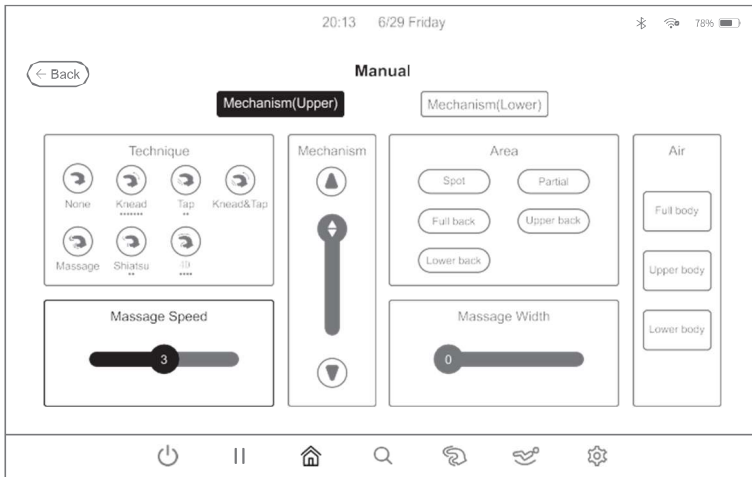 20:13 6/29 Friday 78%
← Back
Manual
Mechanism(Upper) Mechanism(Lower)
Technique
None Knead Tap Knead&Tap
Massage Shiatsu
Mechanism
Area
Spot Partial
Full back Upper back
Lower back
Air
Full body
Upper body
Lower body
Massage Speed
3
Massage Width
0